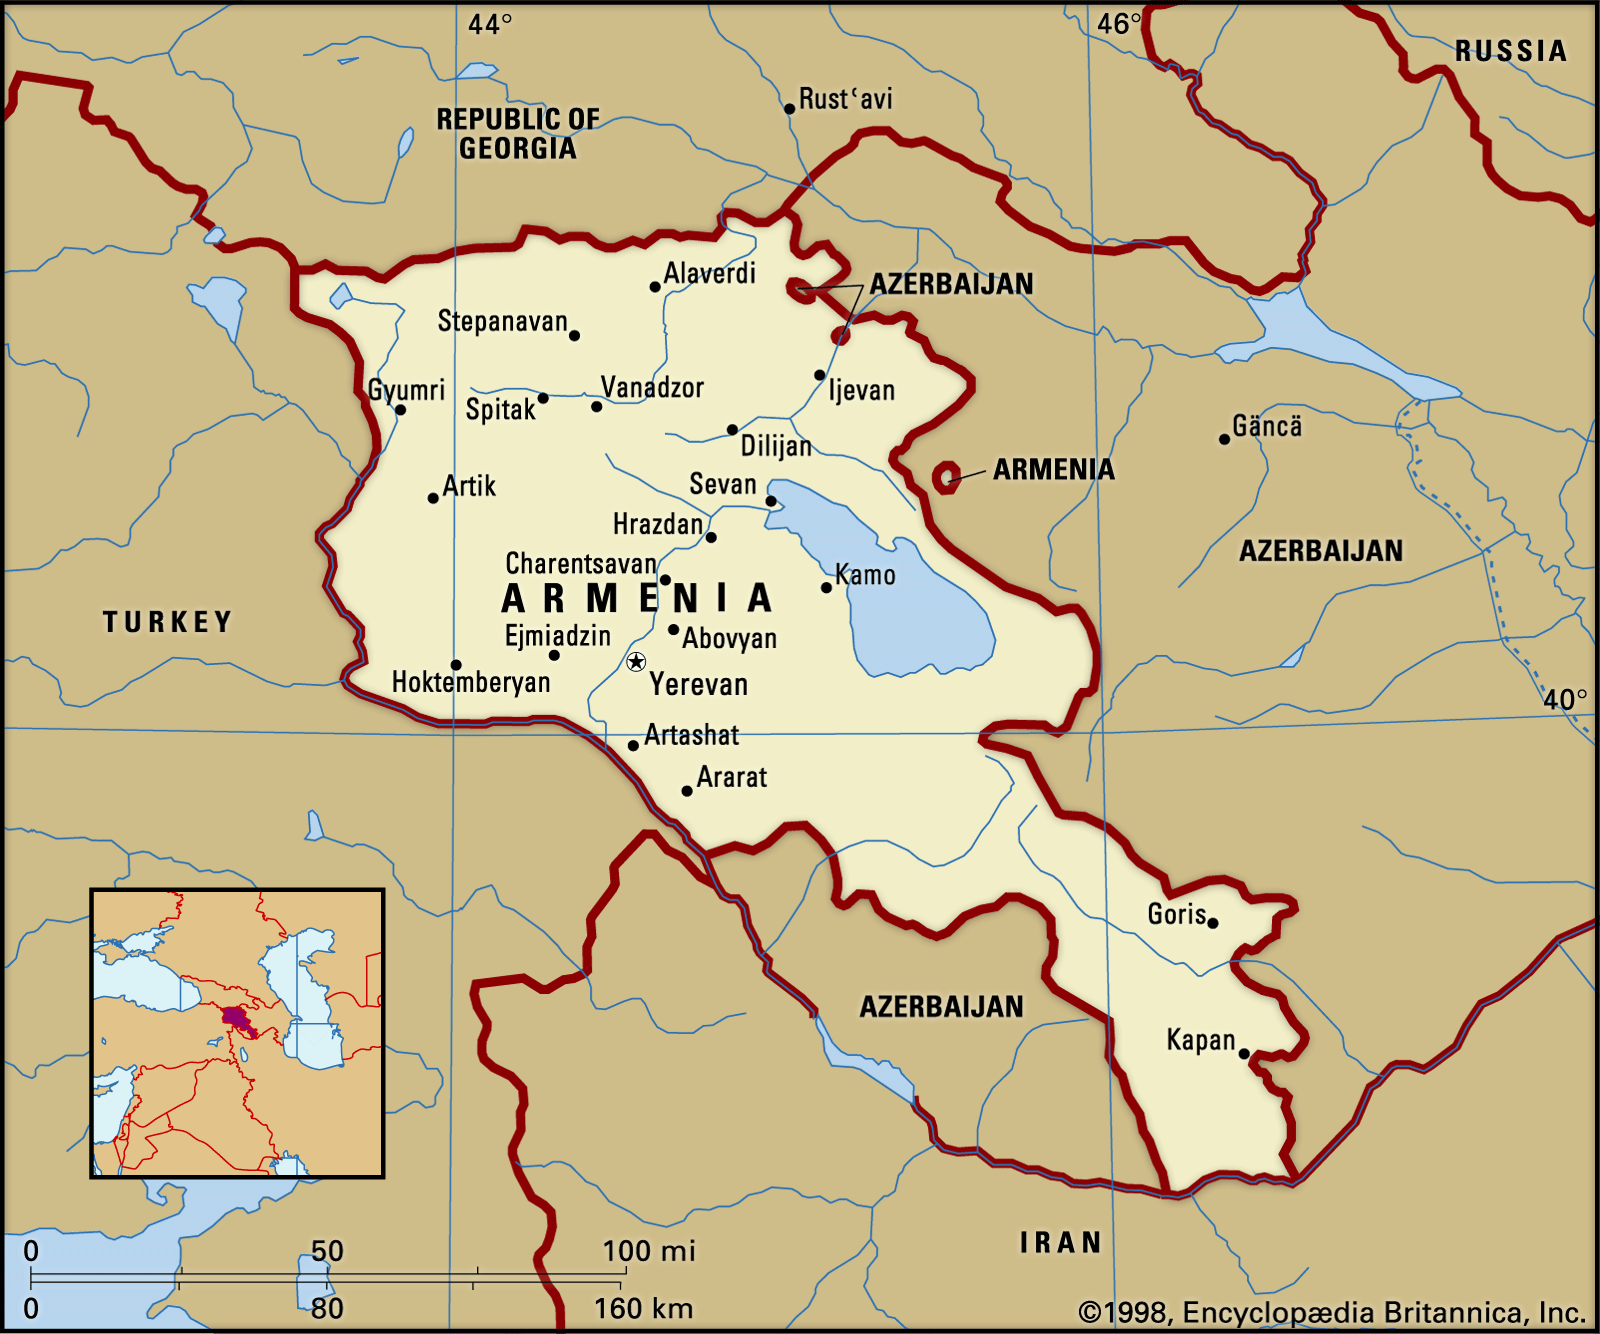 44°
46°
RUSSIA
Rustʿavi
REPUBLIC OF
GEORGIA
Alaverdi
AZERBAIJAN
Stepanavan
Gyumri
Vanadzor
Spitak
Ijevan
Gäncä
Dilijan
ARMENIA
Artik
Sevan
Hrazdan
AZERBAIJAN
Charentsavan
Kamo
ARMENIA
TURKEY
Ejmiadzin
Abovyan
Hoktemberyan
Yerevan
40°
Artashat
Ararat
Goris
AZERBAIJAN
Kapan
IRAN
0 50 100 mi
0 80 160 km
©1998, Encyclopædia Britannica, Inc.